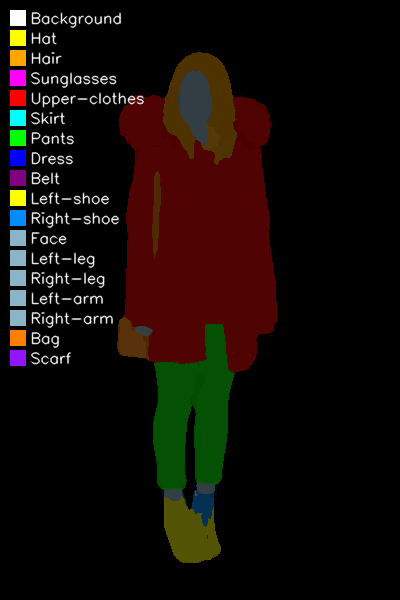 Background
Hat
Hair
Sunglasses
Upper-clothes
Skirt
Pants
Dress
Belt
Left-shoe
Right-shoe
Face
Left-leg
Right-leg
Left-arm
Right-arm
Bag
Scarf